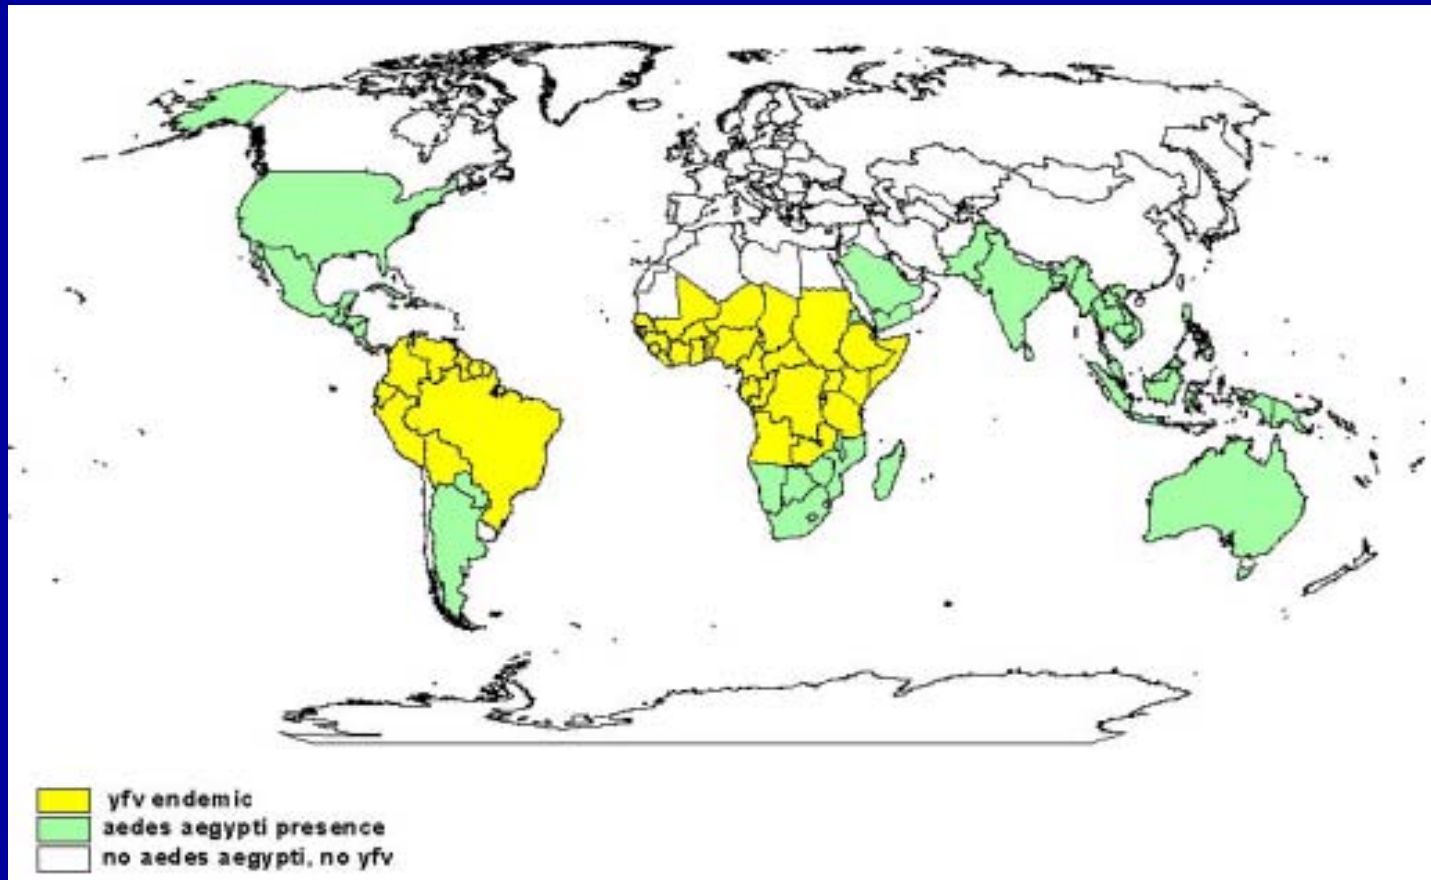 yfv endemic
aedes aegypti presence
no aedes aegypti, no yfv